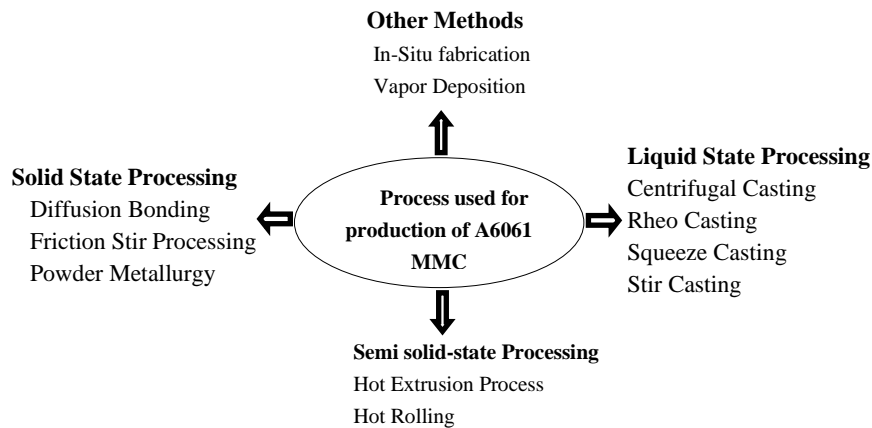 Other Methods
In-Situ fabrication
Vapor Deposition
Solid State Processing
Diffusion Bonding
Friction Stir Processing
Powder Metallurgy
Process used for
production of A6061
MMC
Liquid State Processing
Centrifugal Casting
Rheo Casting
Squeeze Casting
Stir Casting
Semi solid-state Processing
Hot Extrusion Process
Hot Rolling